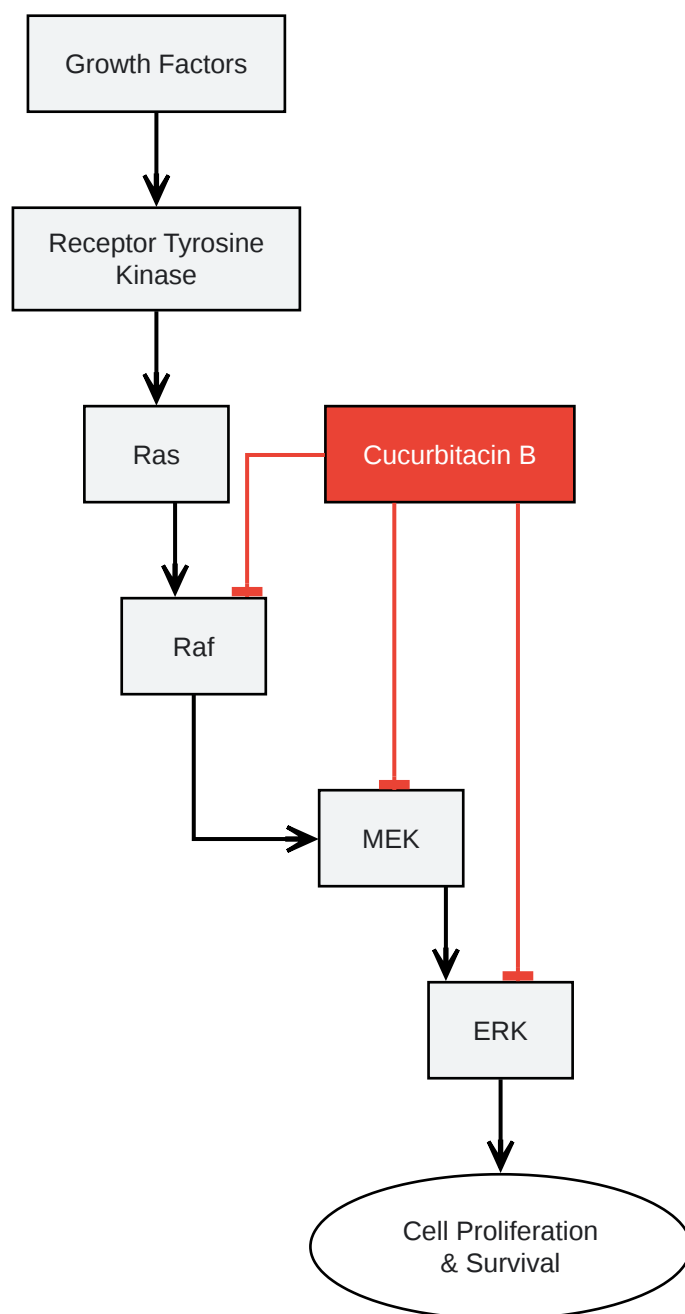 Growth Factors
Receptor Tyrosine
Kinase
Ras
Cucurbitacin B
Raf
MEK
ERK
Cell Proliferation
& Survival